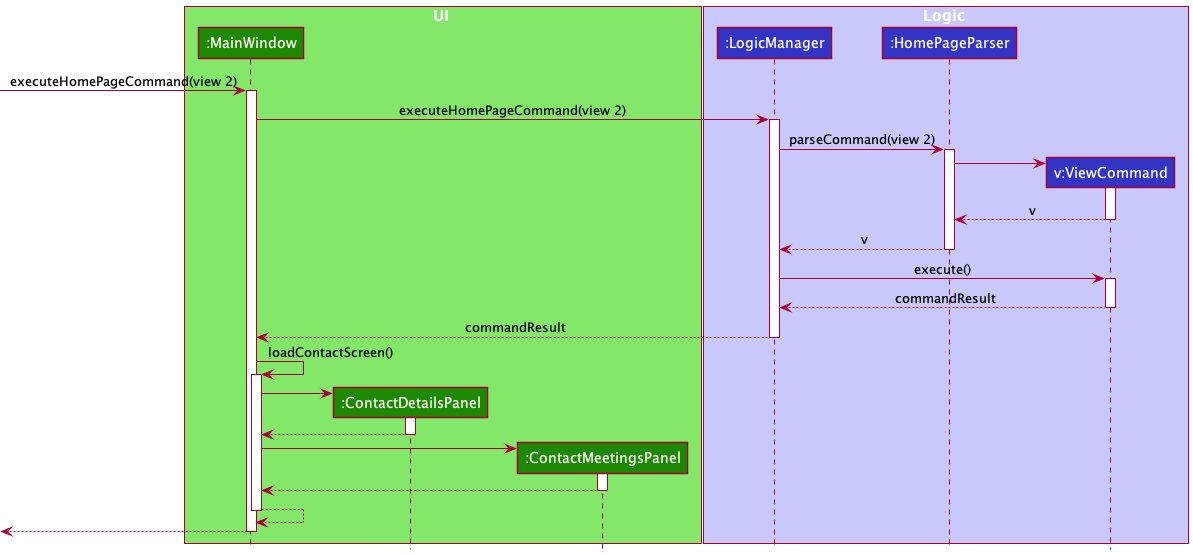 UI
Logic
:MainWindow
:LogicManager
:HomePageParser
executeHomePageCommand(view 2)
executeHomePageCommand(view 2)
parseCommand(view 2)
v:ViewCommand
v
v
execute()
commandResult
commandResult
loadContactScreen()
:ContactDetailsPanel
:ContactMeetingsPanel